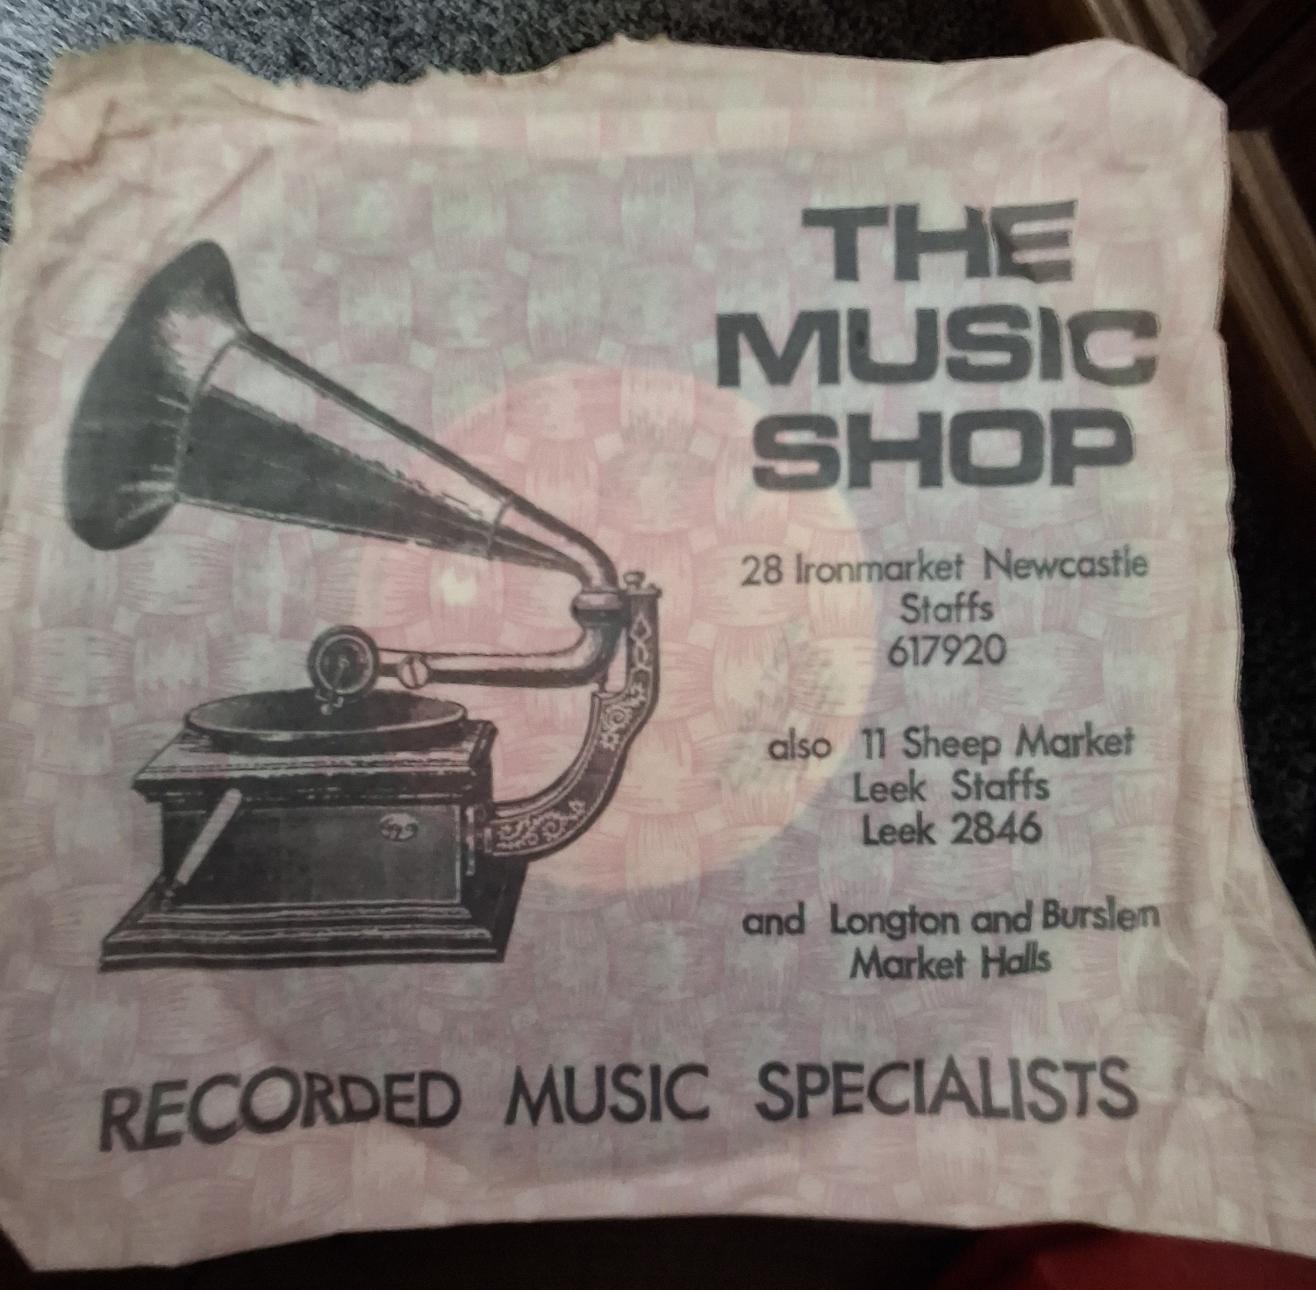 THE
MUSIC
SHOP
28 Ironmarket Newcastle
Staffs
617920
also 11 Sheep Market
Leek Staffs
Leek 2846
and Longton and Burslem
Market Halls
RECORDED MUSIC SPECIALISTS